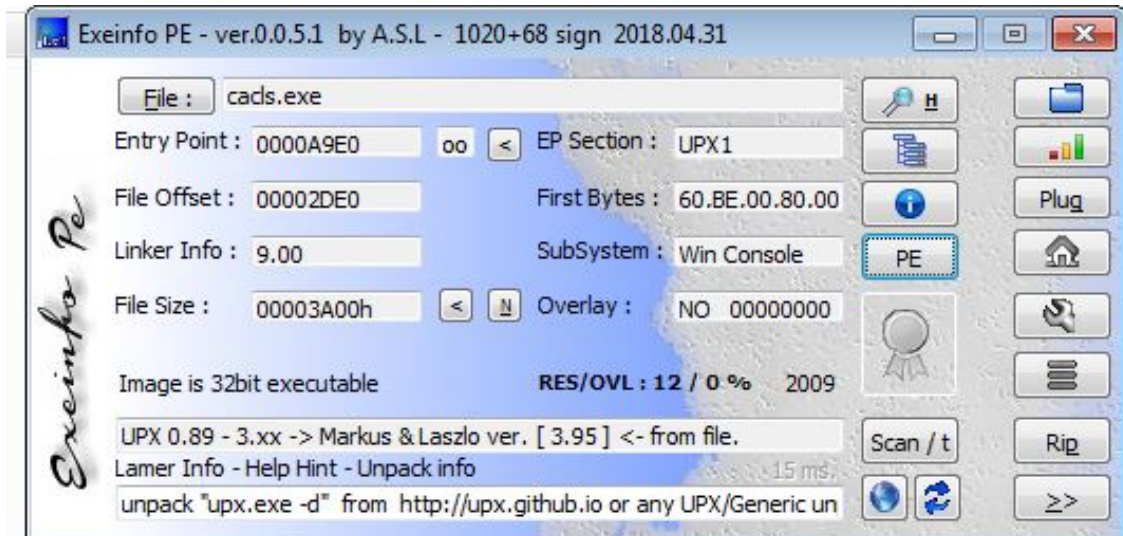 Exeinfo PE - ver.0.0.5.1 by A.S.L - 1020+68 sign 2018.04.31
File : cacls.exe H
Entry Point : 0000A9E0 oo < EP Section : UPX1
File Offset : 00002DE0 First Bytes : 60.BE.00.80.00 Plug
Linker Info : 9.00 SubSystem : Win Console PE
File Size : 00003A00h < N Overlay : NO 00000000
Image is 32bit executable RES/OVL : 12 / 0 % 2009
UPX 0.89 - 3.xx -> Markus & Laszlo ver. [ 3.95 ] <- from file. Scan / t Rip
Lamer Info - Help Hint - Unpack info 15 ms.
unpack "upx.exe -d" from http://upx.github.io or any UPX/Generic un >>
Exeinfo Pe